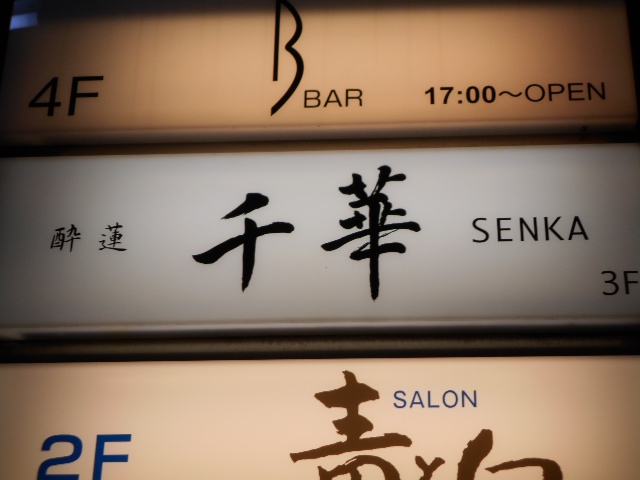 4F B BAR 17:00～OPEN
酔蓮 千華 SENKA
3F
SALON
2F